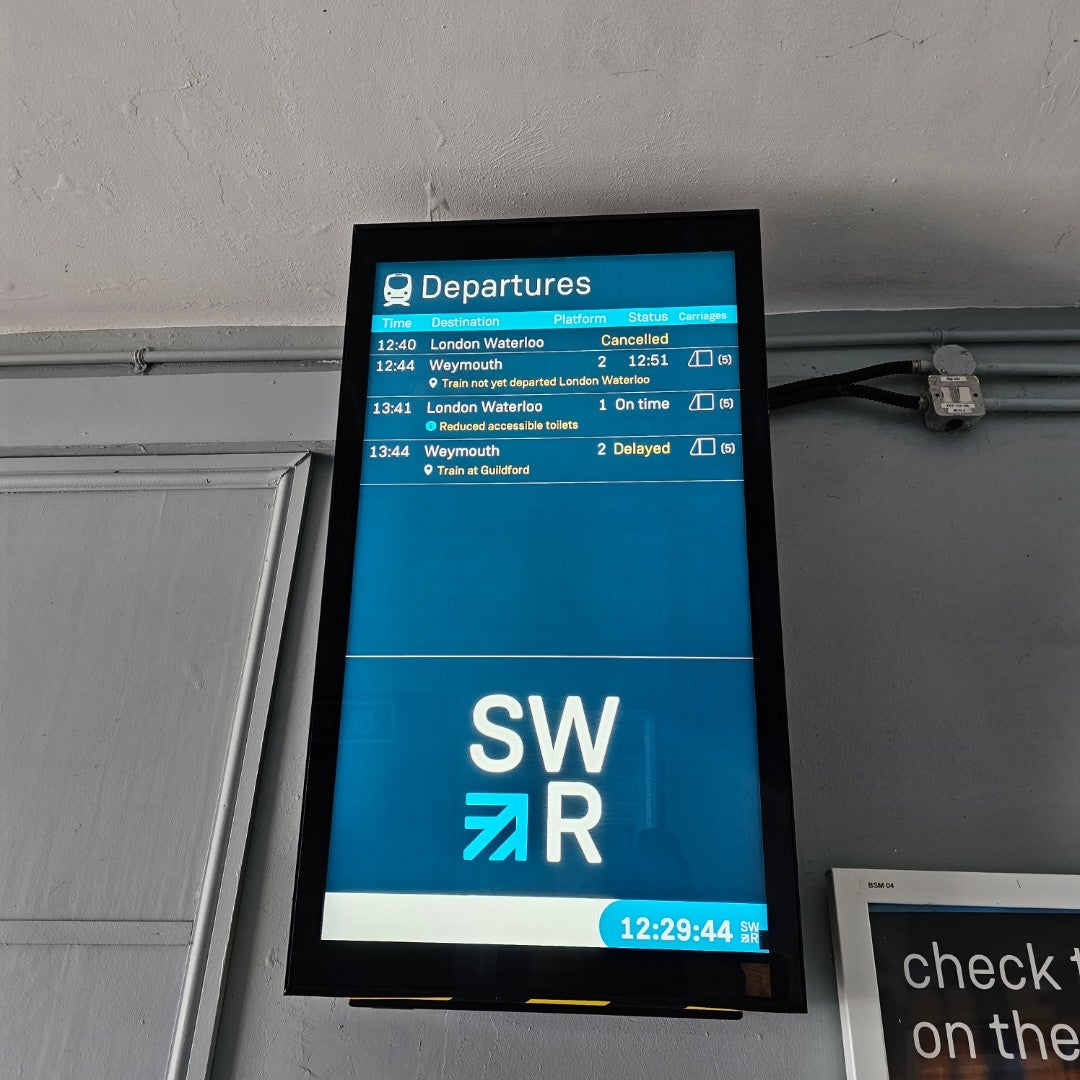 Departures
Time Destination Platform Status Carriages
12:40 London Waterloo Cancelled
12:44 Weymouth 2 12:51 (5)
Train not yet departed London Waterloo
13:41 London Waterloo 1 On time (5)
Reduced accessible toilets
13:44 Weymouth 2 Delayed (5)
Train at Guildford
SW
R
12:29:44 SW
R
BSM 04
check
on the